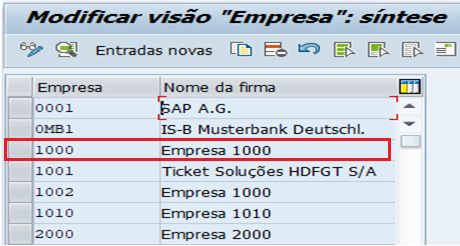 Modificar visão "Empresa": síntese
Entradas novas
Empresa Nome da firma
0001 SAP A.G.
0MB1 IS-B Musterbank Deutschl.
1000 Empresa 1000
1001 Ticket Soluções HDFGT S/A
1002 Empresa 1000
1010 Empresa 1010
2000 Empresa 2000